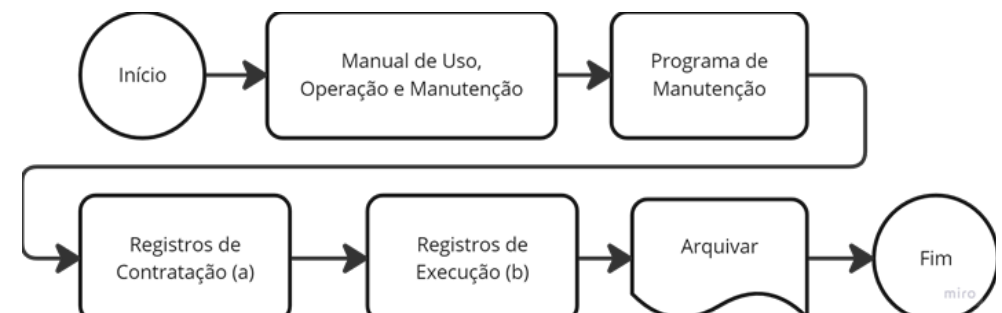 Início
Manual de Uso,
Operação e Manutenção
Programa de
Manutenção
Registros de
Contratação (a)
Registros de
Execução (b)
Arquivar
Fim
miro